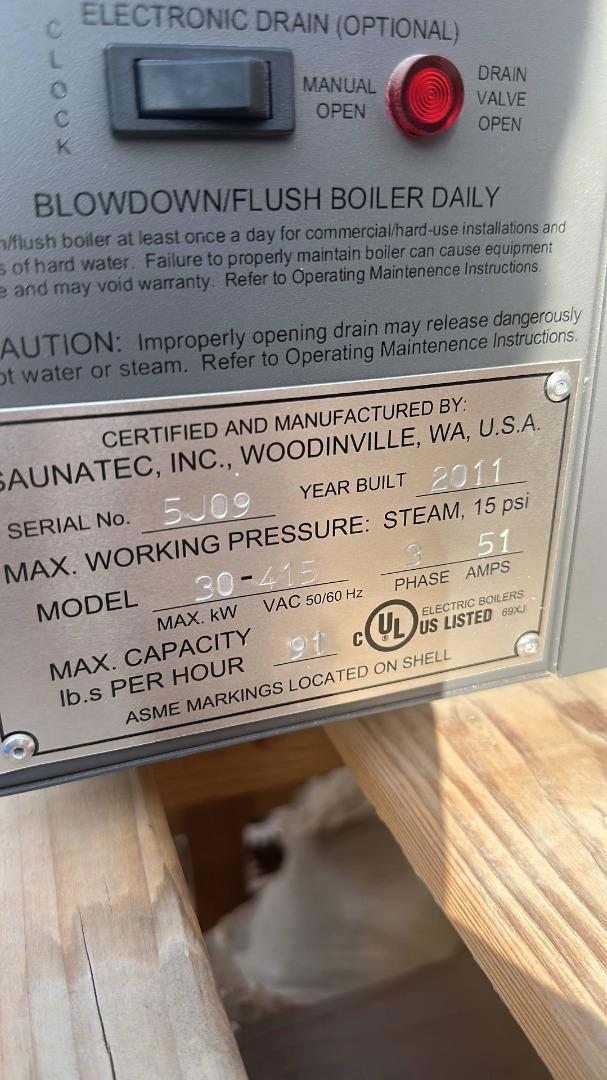 ELECTRONIC DRAIN (OPTIONAL)
CLOCK
MANUAL
OPEN
DRAIN
VALVE
OPEN
BLOWDOWN/FLUSH BOILER DAILY
n/flush boiler at least once a day for commercial/hard-use installations and
s of hard water. Failure to properly maintain boiler can cause equipment
e and may void warranty. Refer to Operating Maintenence Instructions.
AUTION: Improperly opening drain may release dangerously
ot water or steam. Refer to Operating Maintenence Instructions.
CERTIFIED AND MANUFACTURED BY:
SAUNATEC, INC., WOODINVILLE, WA, U.S.A.
SERIAL No. 5J09 YEAR BUILT 2011
MAX. WORKING PRESSURE: STEAM, 15 psi
MODEL 30-415 3 51
MAX. kW VAC 50/60 Hz PHASE AMPS
MAX. CAPACITY
lb.s PER HOUR 91
c UL ® US LISTED
ELECTRIC BOILERS
69XJ
ASME MARKINGS LOCATED ON SHELL